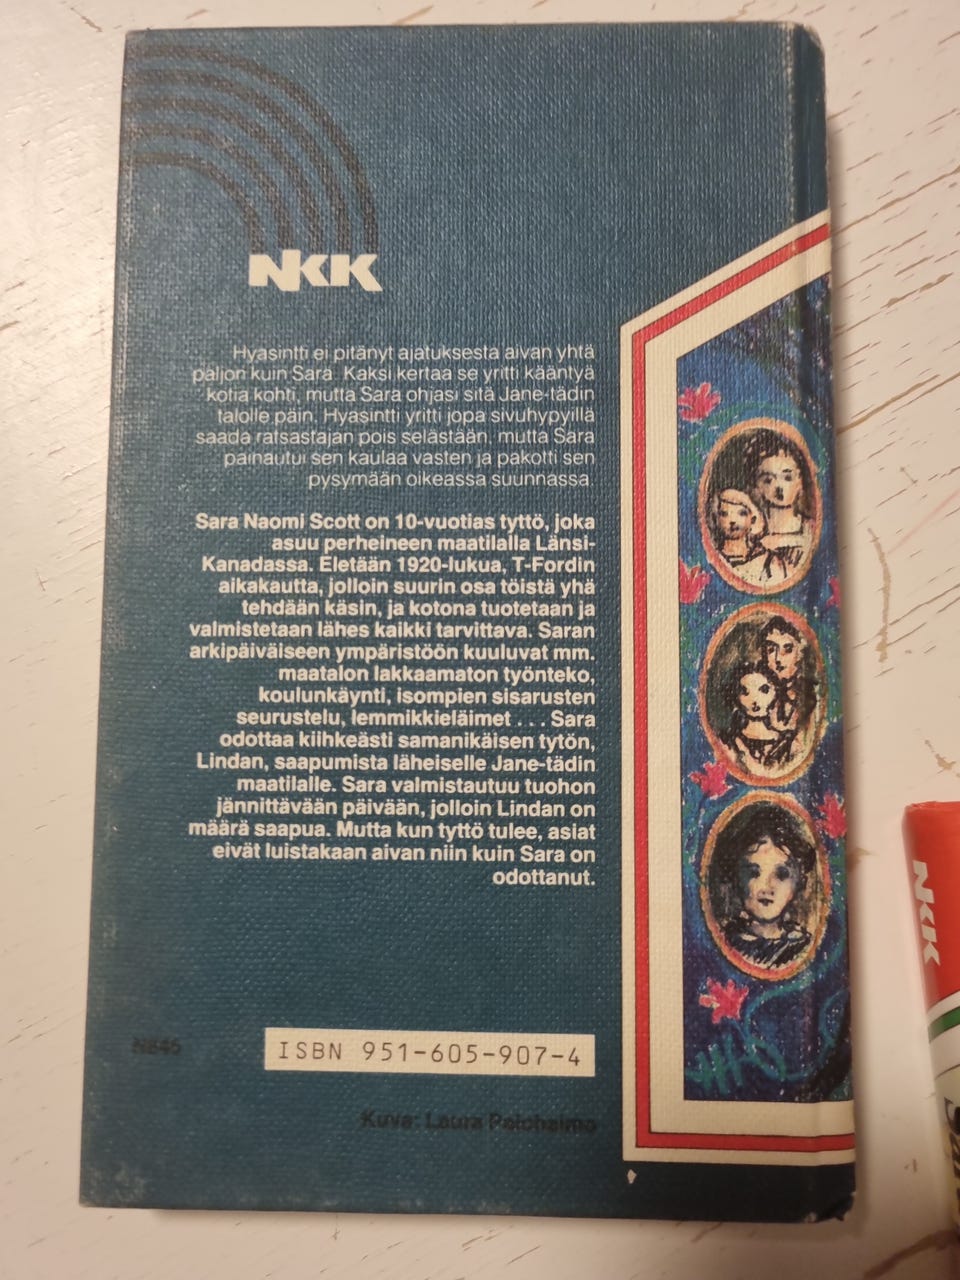 NKK
Hyasintti ei pitänyt ajatuksesta aivan yhtä
paljon kuin Sara. Kaksi kertaa se yritti kääntyä
kotia kohti, mutta Sara ohjasi sitä Jane-tädin
talolle päin. Hyasintti yritti jopa sivuhypyillä
saada ratsastajan pois selästään, mutta Sara
painautui sen kaulaa vasten ja pakotti sen
pysymään oikeassa suunnassa.
Sara Naomi Scott on 10-vuotias tyttö, joka
asuu perheineen maatilalla Länsi-
Kanadassa. Eletään 1920-lukua, T-Fordin
aikakautta, jolloin suurin osa töistä yhä
tehdään käsin, ja kotona tuotetaan ja
valmistetaan lähes kaikki tarvittava. Saran
arkipäiväiseen ympäristöön kuuluvat mm.
maatalon lakkaamaton työnteko,
koulunkäynti, isompien sisarusten
seurustelu, lemmikkieläimet . . . Sara
odottaa kiihkeästi samanikäisen tytön,
Lindan, saapumista läheiselle Jane-tädin
maatilalle. Sara valmistautuu tuohon
jännittävään päivään, jolloin Lindan on
määrä saapua. Mutta kun tyttö tulee, asiat
eivät luistakaan aivan niin kuin Sara on
odottanut.
N845
ISBN 951-605-907-4
Kuva: Laura Paloheimo
NKK